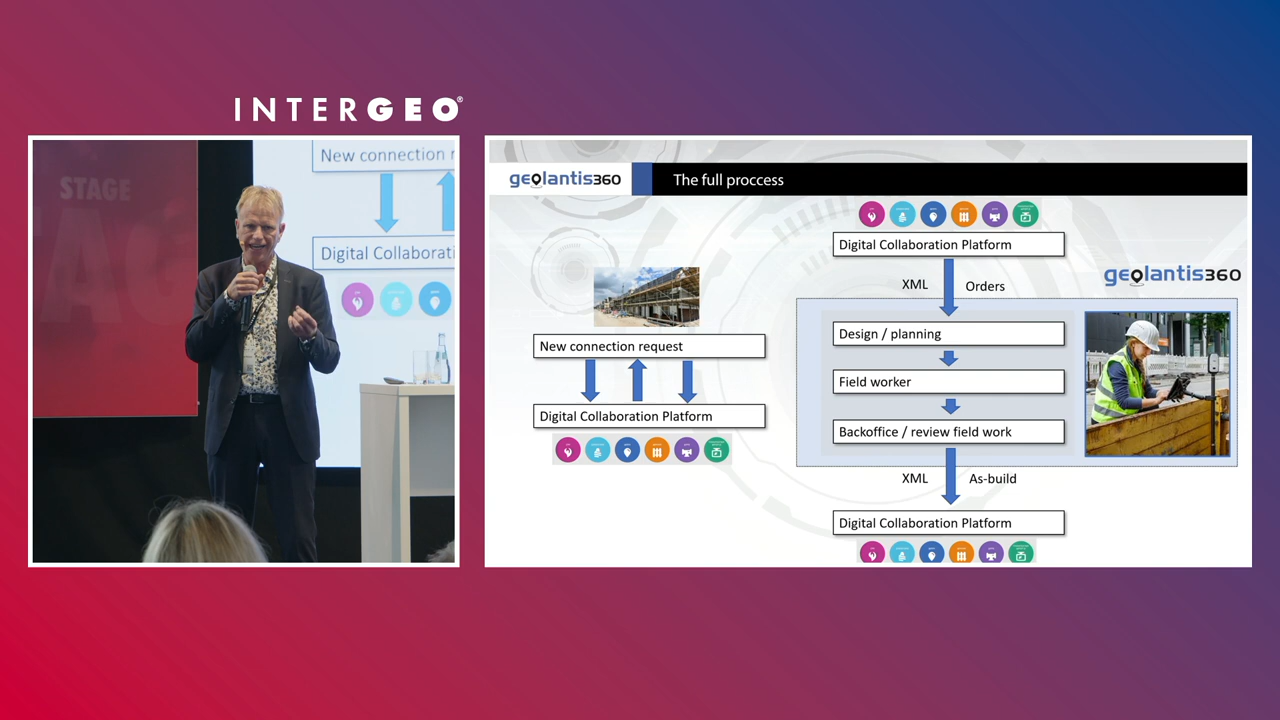 INTERGEO®
STAGE
New connection r
Digital Collaborati
geolantis360
The full proccess
Digital Collaboration Platform
XML
Orders
geolantis360
Design / planning
Field worker
Backoffice / review field work
XML
As-build
Digital Collaboration Platform
New connection request
Digital Collaboration Platform